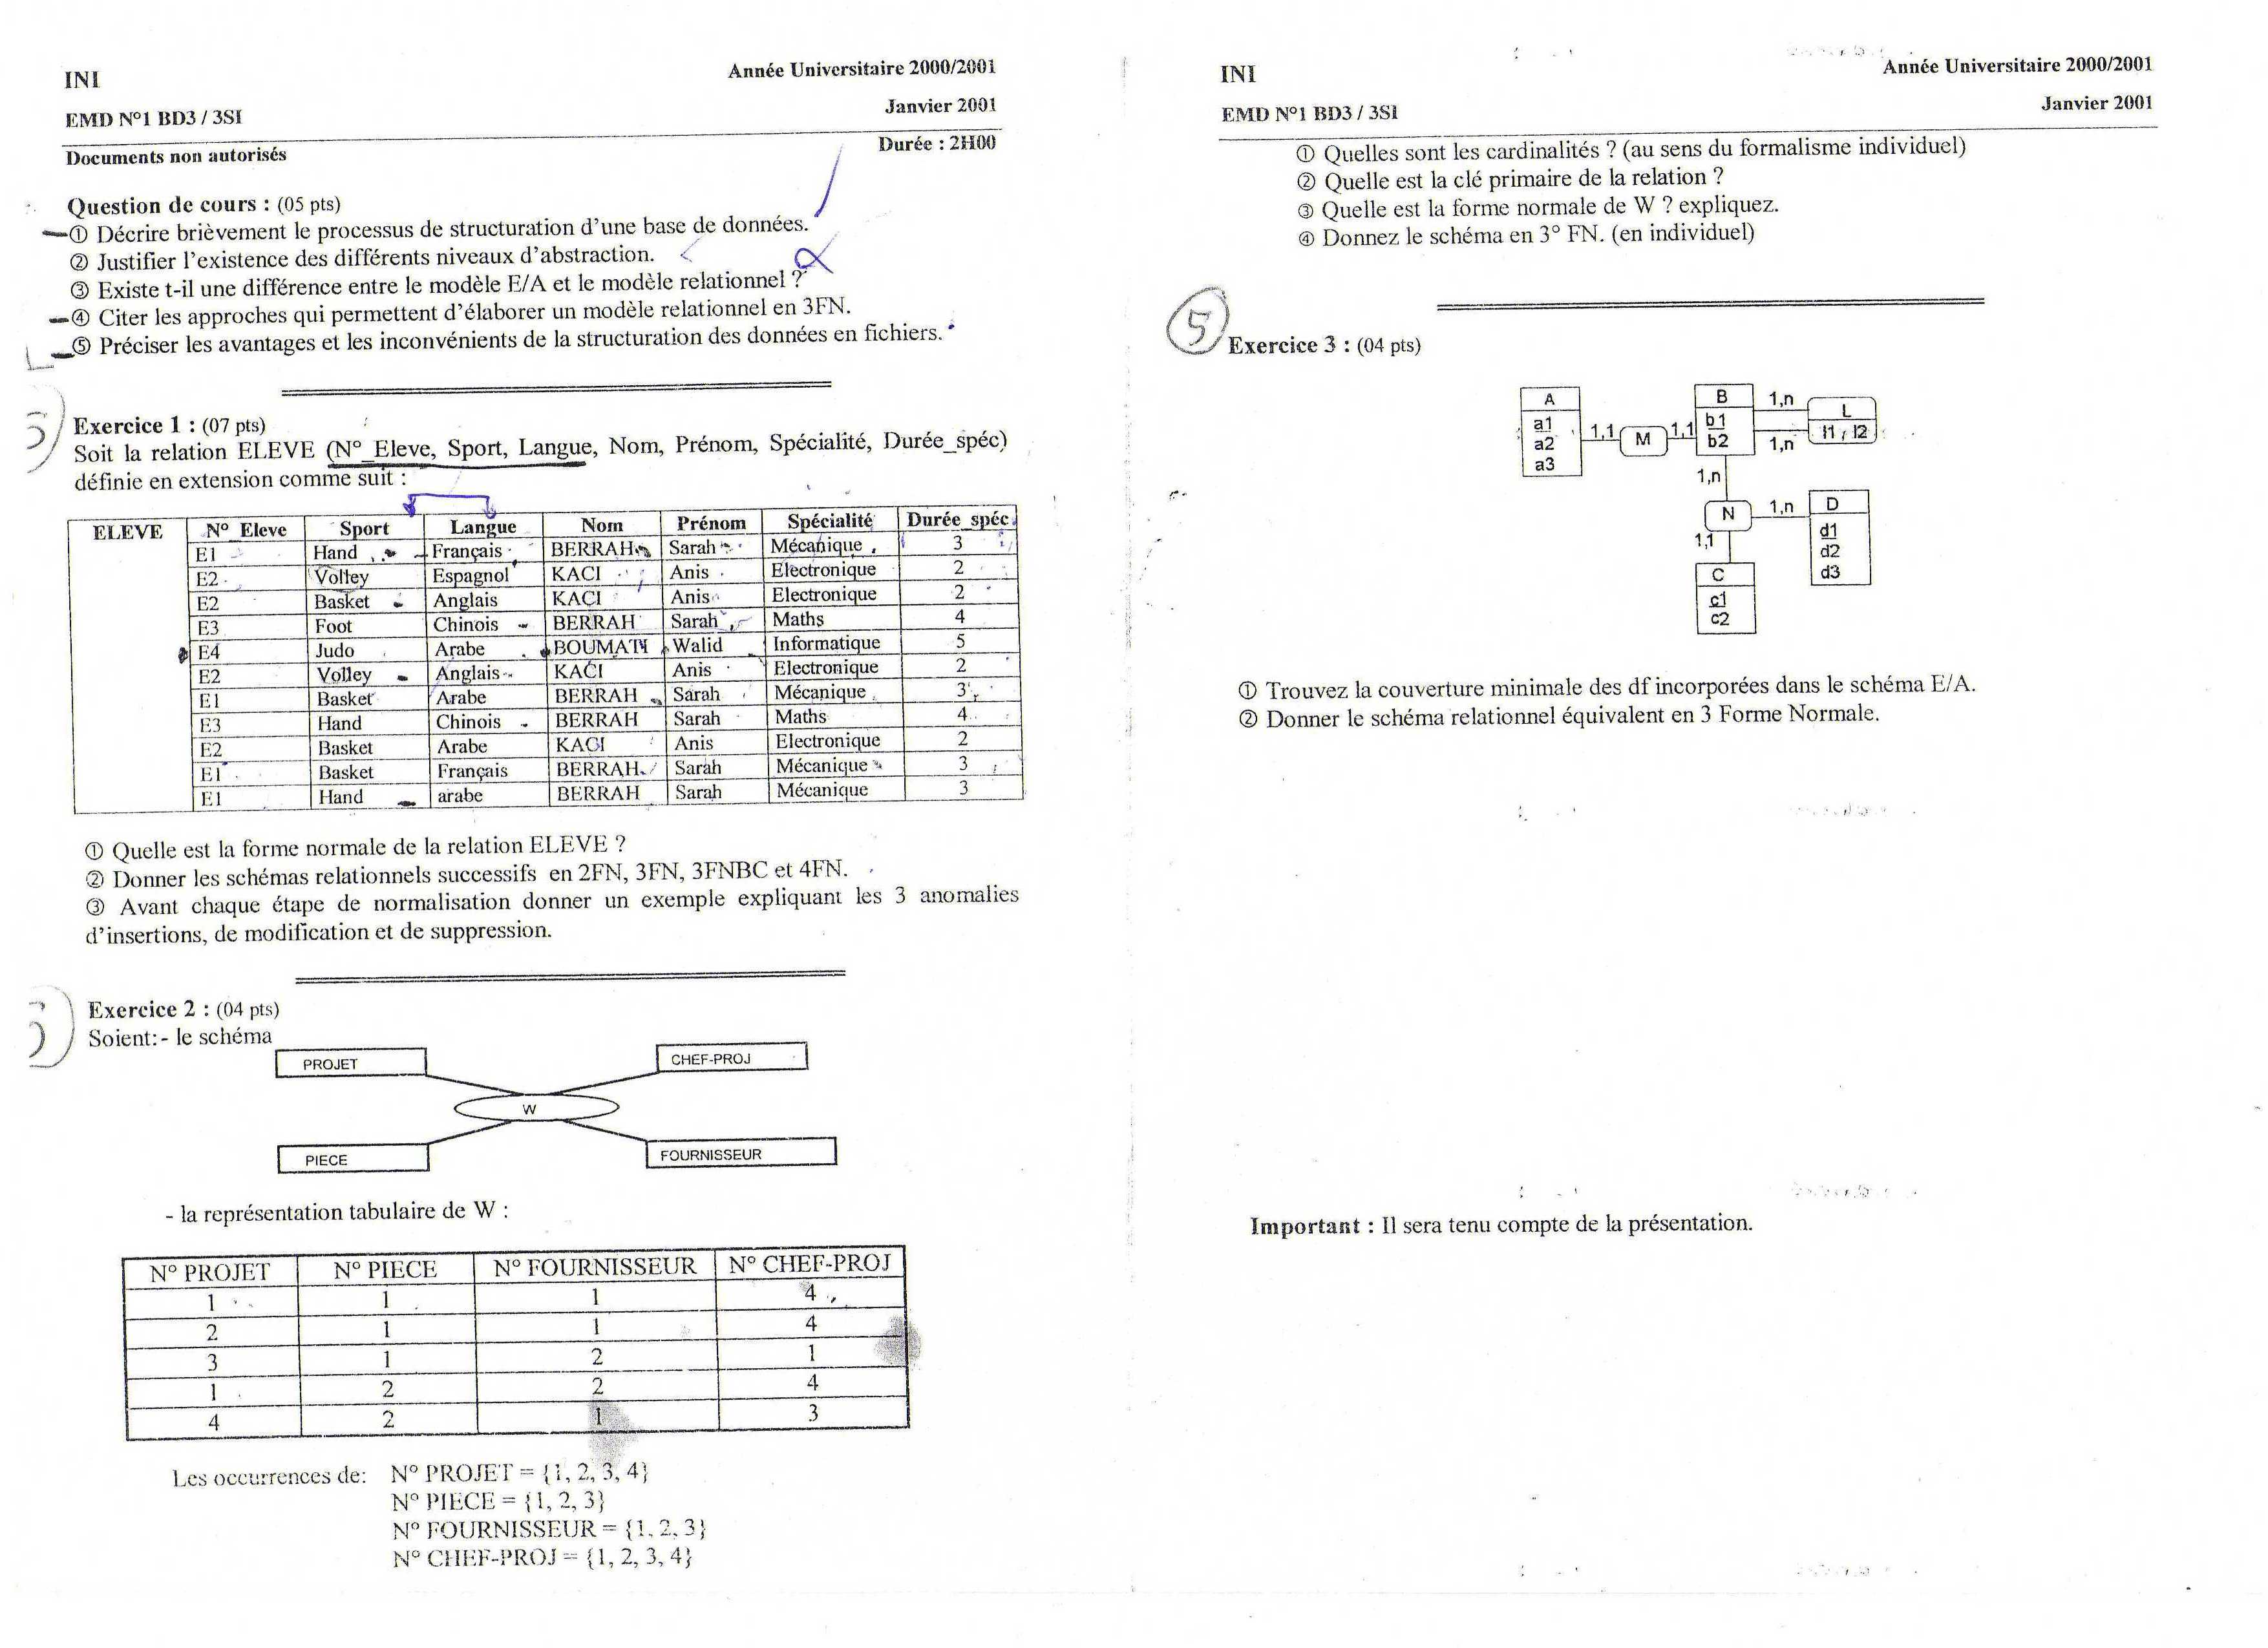 INI
Année Universitaire 2000/2001
EMD N°1 BD3 / 3SI
Janvier 2001
Documents non autorisés
Durée : 2H00
Question de cours : (05 pts)
① Décrire brièvement le processus de structuration d'une base de données.
② Justifier l'existence des différents niveaux d'abstraction.
③ Existe t-il une différence entre le modèle E/A et le modèle relationnel ?
④ Citer les approches qui permettent d'élaborer un modèle relationnel en 3FN.
⑤ Préciser les avantages et les inconvénients de la structuration des données en fichiers.
Exercice 1 : (07 pts)
Soit la relation ELEVE (N°_Eleve, Sport, Langue, Nom, Prénom, Spécialité, Durée_spéc)
définie en extension comme suit :
ELEVE N°_Eleve Sport Langue Nom Prénom Spécialité Durée_spéc
E1 Hand Français BERRAH Sarah Mécanique 3
E2 Volley Espagnol KACI Anis Electronique 2
E2 Basket Anglais KACI Anis Electronique 2
E3 Foot Chinois BERRAH Sarah Maths 4
E4 Judo Arabe BOUMATI Walid Informatique 5
E2 Volley Anglais KACI Anis Electronique 2
E1 Basket Arabe BERRAH Sarah Mécanique 3
E3 Hand Chinois BERRAH Sarah Maths 4
E2 Basket Arabe KACI Anis Electronique 2
E1 Basket Français BERRAH Sarah Mécanique 3
E1 Hand arabe BERRAH Sarah Mécanique 3
① Quelle est la forme normale de la relation ELEVE ?
② Donner les schémas relationnels successifs en 2FN, 3FN, 3FNBC et 4FN.
③ Avant chaque étape de normalisation donner un exemple expliquant les 3 anomalies
d'insertions, de modification et de suppression.
Exercice 2 : (04 pts)
Soient:- le schéma
PROJET
CHEF-PROJ
W
PIECE
FOURNISSEUR
- la représentation tabulaire de W :
N° PROJET N° PIECE N° FOURNISSEUR N° CHEF-PROJ
1 1 1 4
2 1 1 4
3 1 2 1
1 2 2 4
4 2 1 3
Les occurrences de: N° PROJET = {1, 2, 3, 4}
N° PIECE = {1, 2, 3}
N° FOURNISSEUR = {1, 2, 3}
N° CHEF-PROJ = {1, 2, 3, 4}
INI
Année Universitaire 2000/2001
EMD N°1 BD3 / 3SI
Janvier 2001
① Quelles sont les cardinalités ? (au sens du formalisme individuel)
② Quelle est la clé primaire de la relation ?
③ Quelle est la forme normale de W ? expliquez.
④ Donnez le schéma en 3° FN. (en individuel)
5
Exercice 3 : (04 pts)
A
a1
a2
a3
1,1
M
1,1
B
b1
b2
1,n
1,n
L
l1 , l2
1,n
N
1,n
D
d1
d2
d3
1,1
C
c1
c2
① Trouvez la couverture minimale des df incorporées dans le schéma E/A.
② Donner le schéma relationnel équivalent en 3 Forme Normale.
Important : Il sera tenu compte de la présentation.